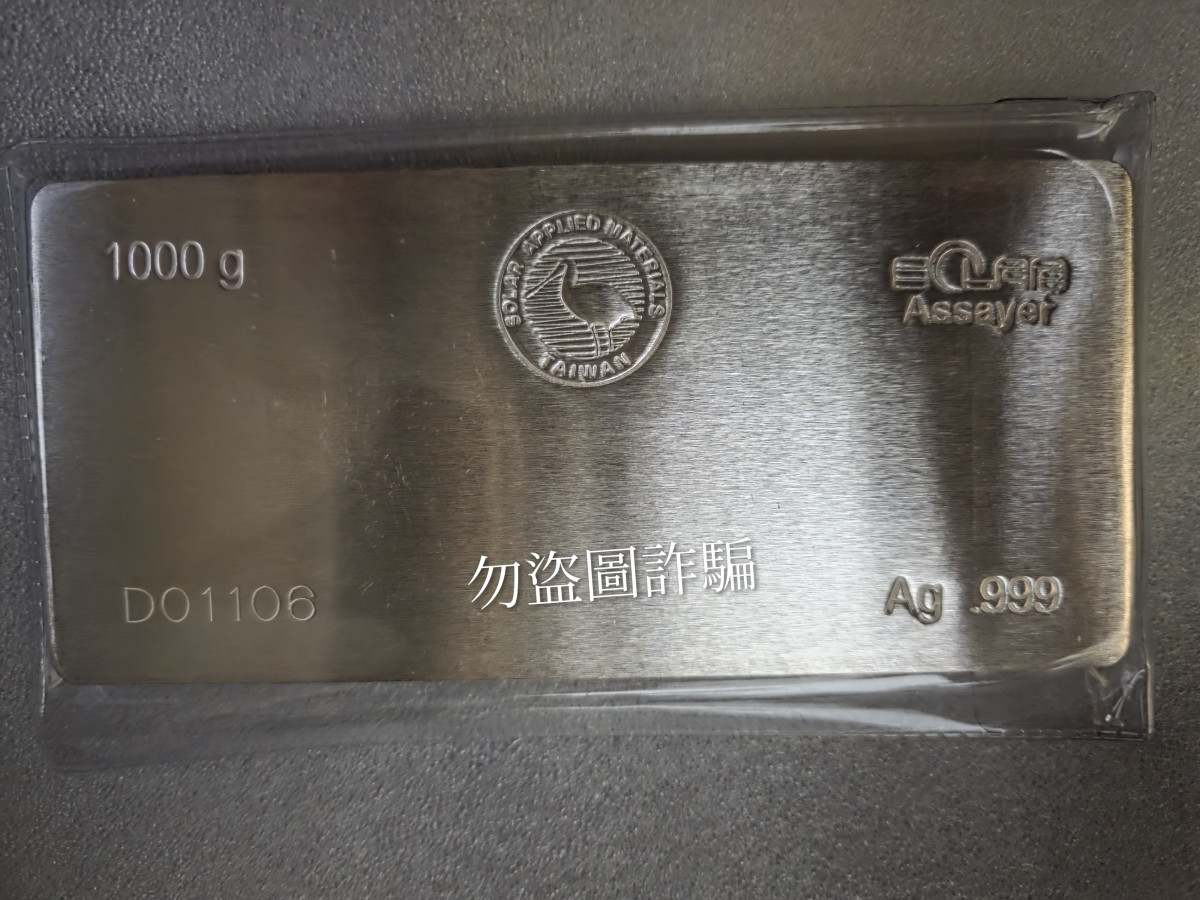 1000 g
SOLAR APPLIED MATERIALS
TAIWAN
Assayer
D01106
勿盜圖詐騙
Ag .999